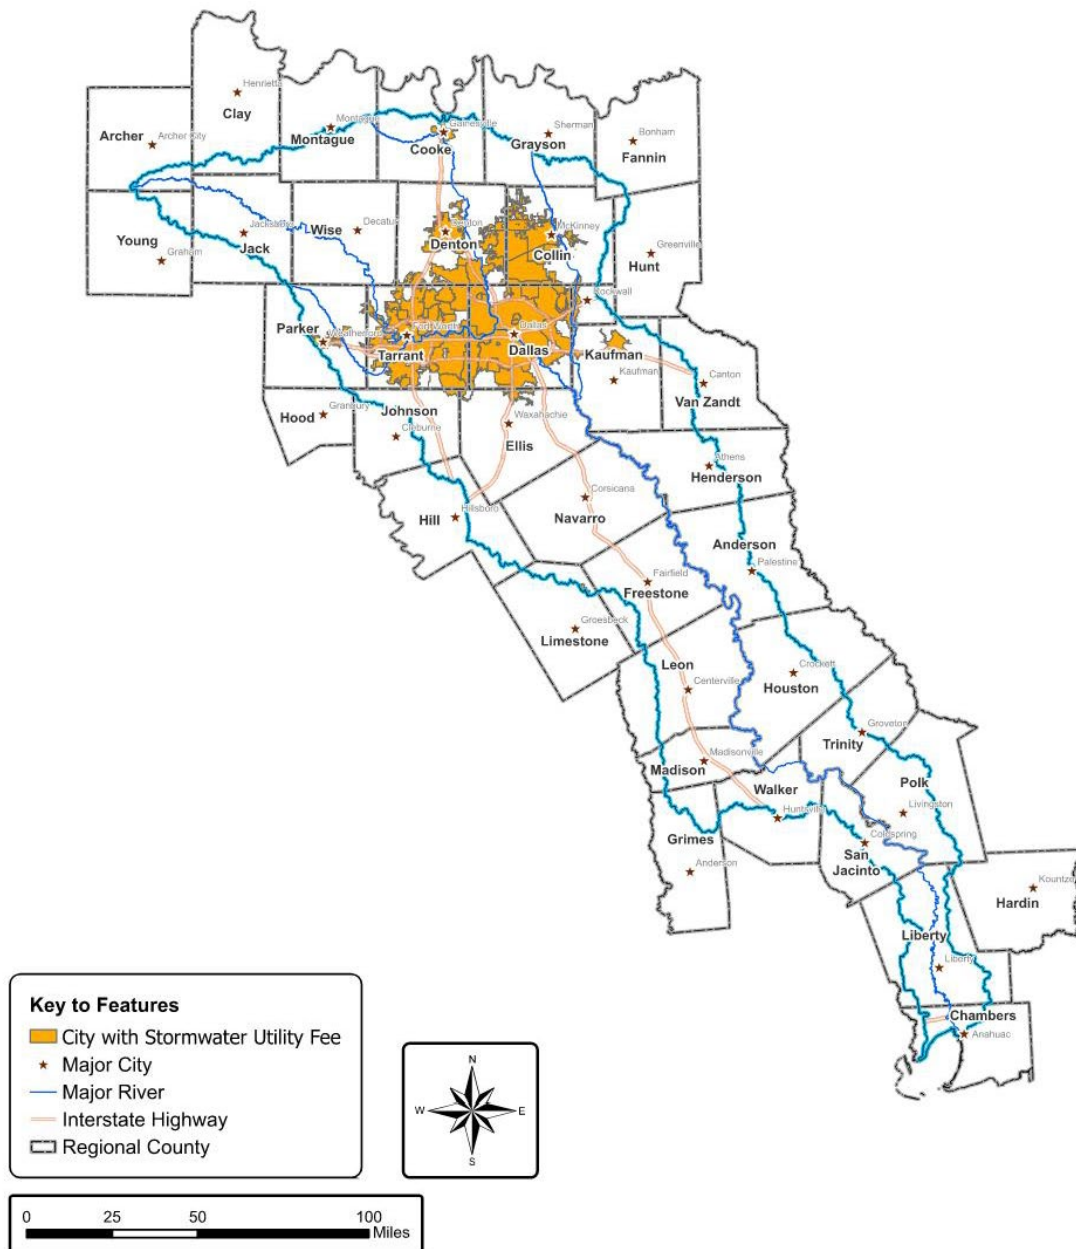 Henrietta
Clay
Archer
Archer City
Montague
Montague
Gainesville
Cooke
Sherman
Grayson
Bonham
Fannin
Young
Graham
Jacksboro
Jack
Wise
Decatur
Denton
Denton
McKinney
Collin
Greenville
Hunt
Rockwall
Parker
Weatherford
Fort Worth
Tarrant
Dallas
Dallas
Kaufman
Kaufman
Canton
Van Zandt
Hood
Granbury
Johnson
Cleburne
Waxahachie
Ellis
Athens
Henderson
Hill
Hillsboro
Corsicana
Navarro
Anderson
Palestine
Fairfield
Freestone
Groesbeck
Limestone
Leon
Centerville
Crockett
Houston
Groveton
Trinity
Madisonville
Madison
Walker
Huntsville
Polk
Livingston
Grimes
Anderson
Coldspring
San
Jacinto
Kountze
Hardin
Liberty
Liberty
Chambers
Anahuac
Key to Features
City with Stormwater Utility Fee
Major City
Major River
Interstate Highway
Regional County
N
W E
S
0 25 50 100
Miles